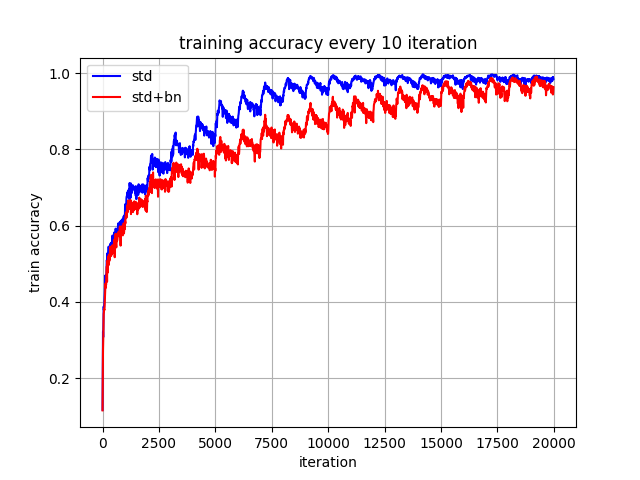 training accuracy every 10 iteration
std
std+bn
train accuracy
1.0
0.8
0.6
0.4
0.2
0 2500 5000 7500 10000 12500 15000 17500 20000
iteration